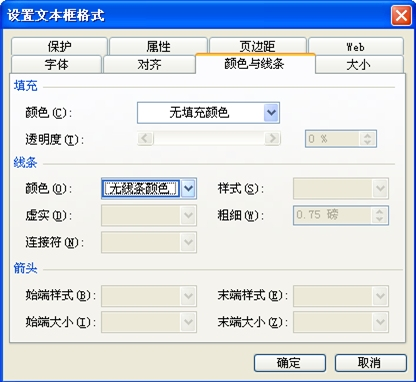 设置文本框格式
保护 属性 页边距 Web
字体 对齐 颜色与线条 大小
填充
颜色(C): 无填充颜色
透明度(T): 0 %
线条
颜色(O): 无线条颜色 样式(S):
虚实(D): 粗细(W): 0.75 磅
连接符(N):
箭头
始端样式(B): 末端样式(E):
始端大小(I): 末端大小(Z):
确定 取消